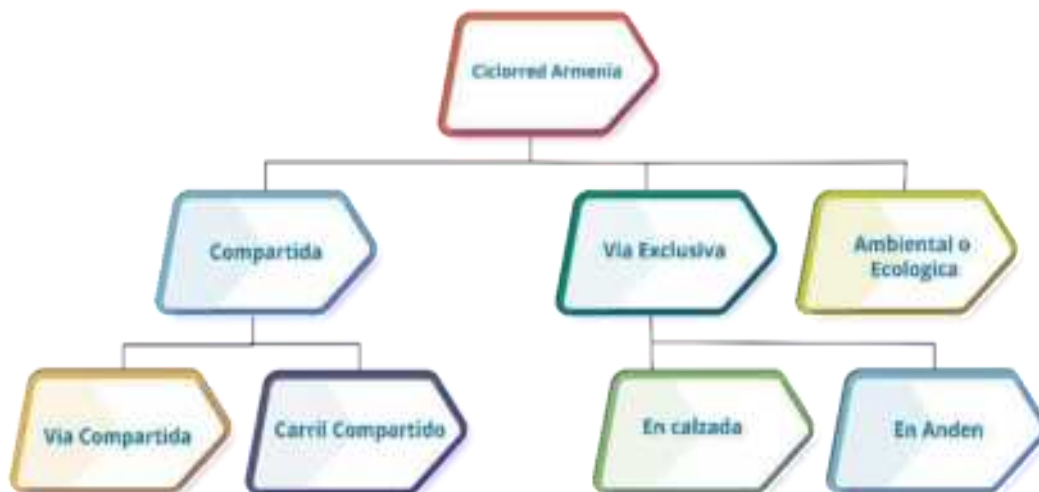 Ciclorred Armenia
Compartida
Via Exclusiva
Ambiental o
Ecologica
Via Compartida
Carril Compartido
En calzada
En Anden